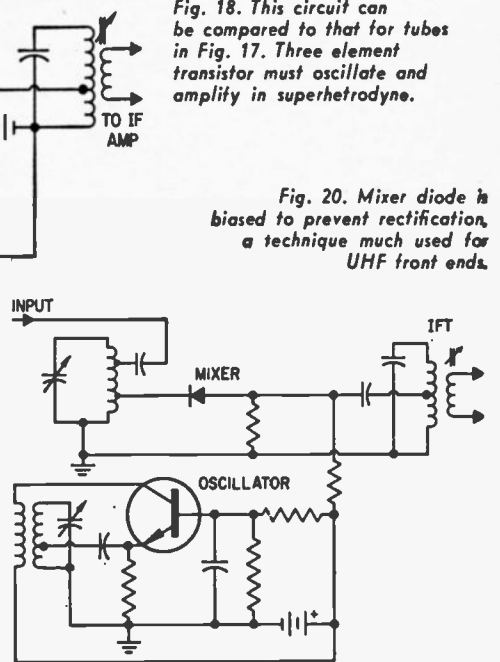 Fig. 18. This circuit can
be compared to that for tubes
in Fig. 17. Three element
transistor must oscillate and
amplify in superhetrodyne.
TO IF
AMP
Fig. 20. Mixer diode is
biased to prevent rectification,
a technique much used for
UHF front ends.
INPUT
IFT
MIXER
OSCILLATOR
+